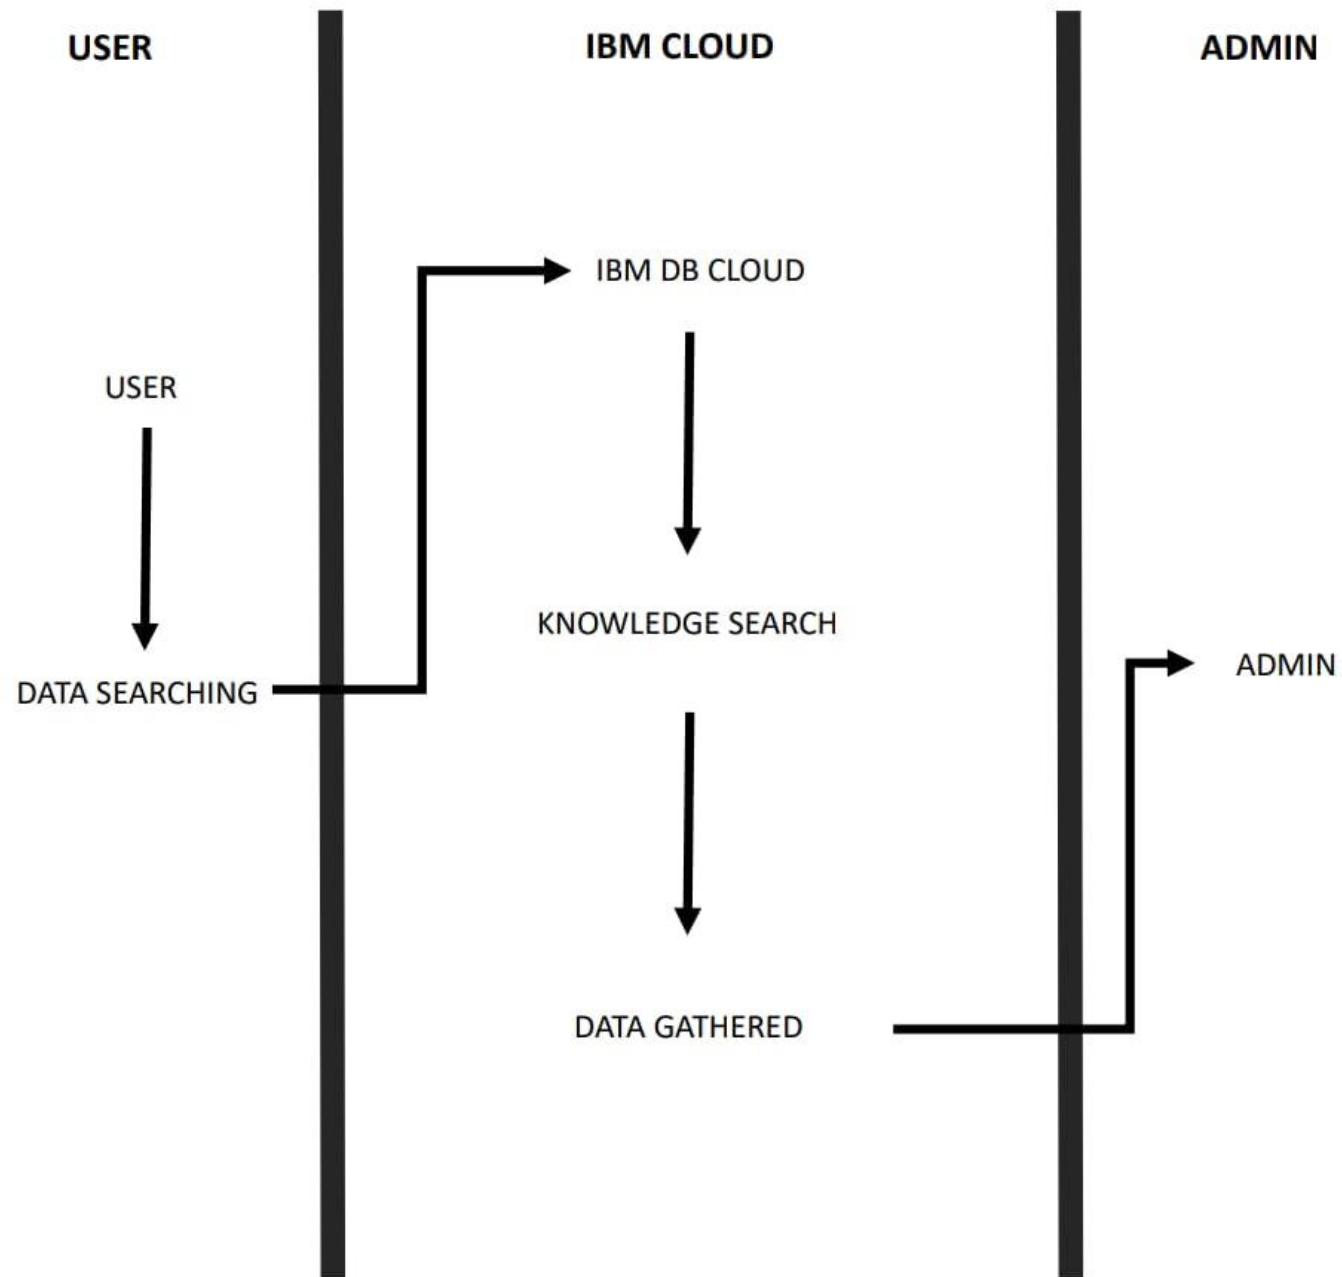 USER
IBM CLOUD
ADMIN
IBM DB CLOUD
USER
KNOWLEDGE SEARCH
ADMIN
DATA SEARCHING
DATA GATHERED